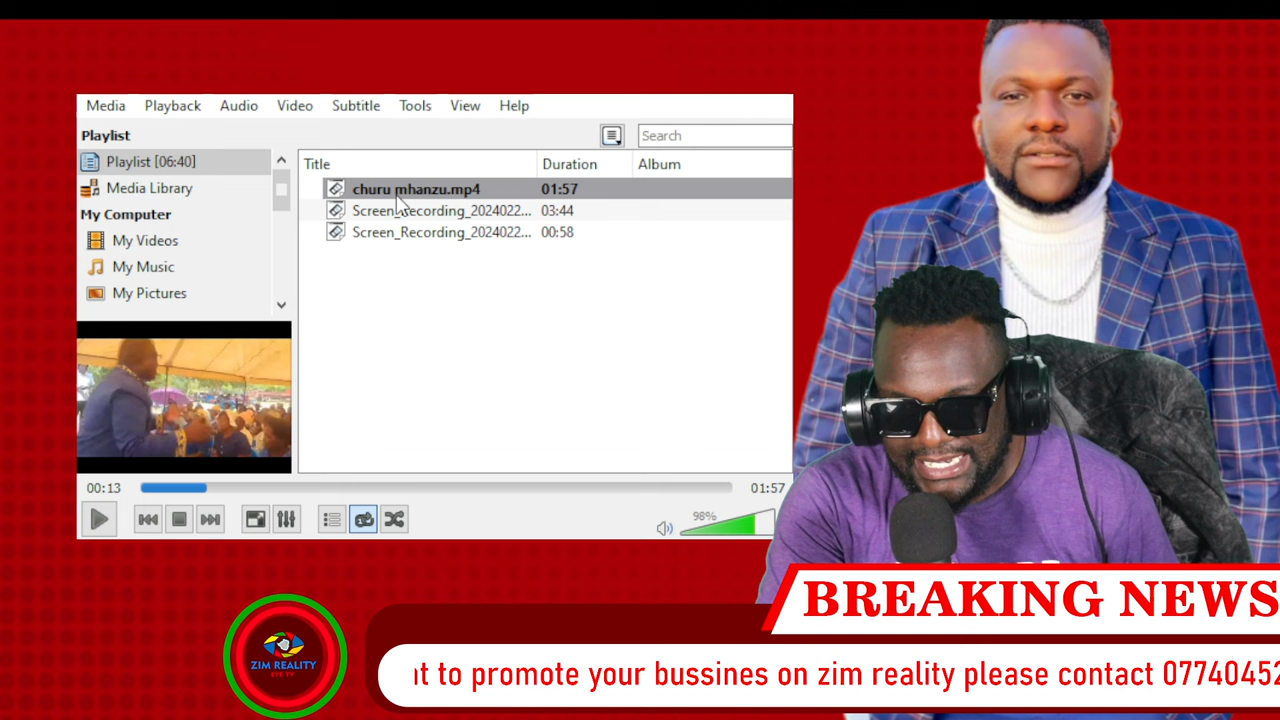 Media Playback Audio Video Subtitle Tools View Help
Playlist
Search
Playlist [06:40]
Media Library
My Computer
My Videos
My Music
My Pictures
Title Duration Album
churu mhanzu.mp4 01:57
Screen_Recording_2024022... 03:44
Screen_Recording_2024022... 00:58
00:13 01:57
98%
BREAKING NEWS
ZIM REALITY
EYE TV
t to promote your bussines on zim reality please contact 0774045